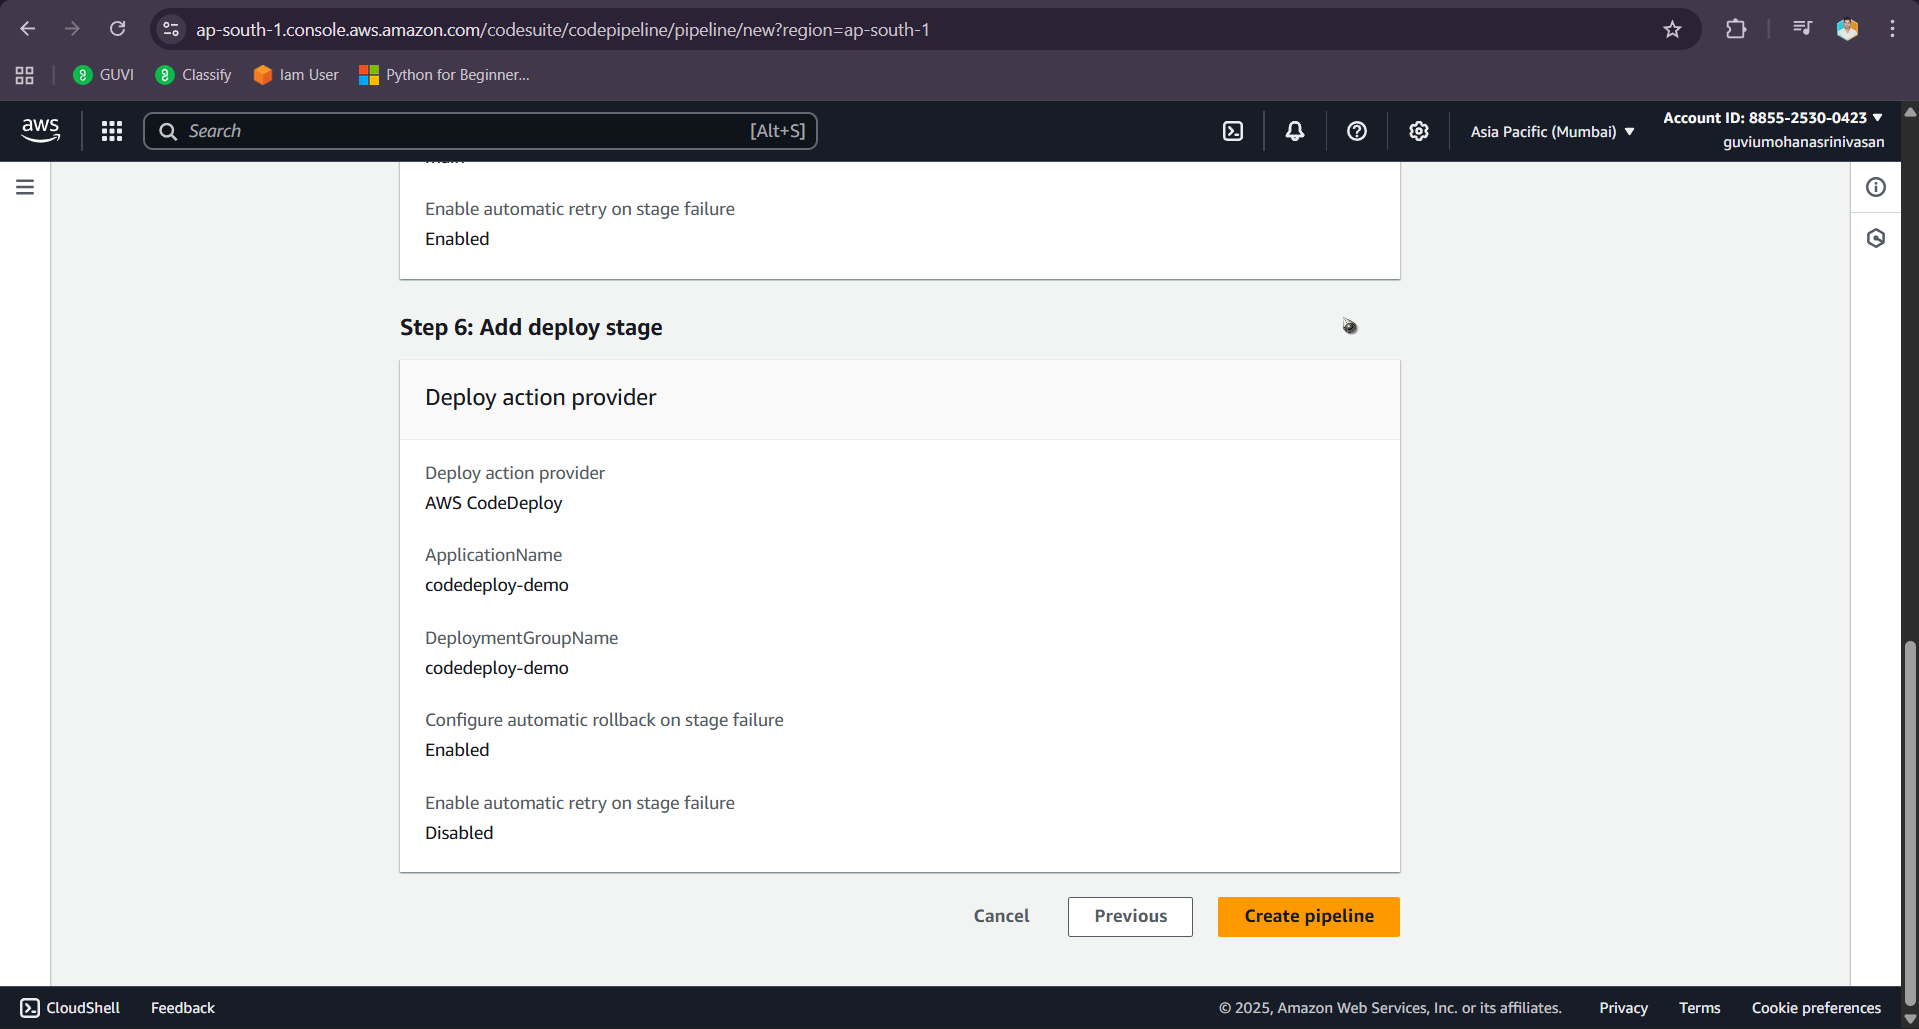 ap-south-1.console.aws.amazon.com/codesuite/codepipeline/pipeline/new?region=ap-south-1
GUVI
Classify
Iam User
Python for Beginner...
aws
Search
[Alt+S]
Asia Pacific (Mumbai)
Account ID: 8855-2530-0423
guviumohanasrinivasan
main
Enable automatic retry on stage failure
Enabled
Step 6: Add deploy stage
Deploy action provider
Deploy action provider
AWS CodeDeploy
ApplicationName
codedeploy-demo
DeploymentGroupName
codedeploy-demo
Configure automatic rollback on stage failure
Enabled
Enable automatic retry on stage failure
Disabled
Cancel
Previous
Create pipeline
CloudShell
Feedback
© 2025, Amazon Web Services, Inc. or its affiliates.
Privacy
Terms
Cookie preferences